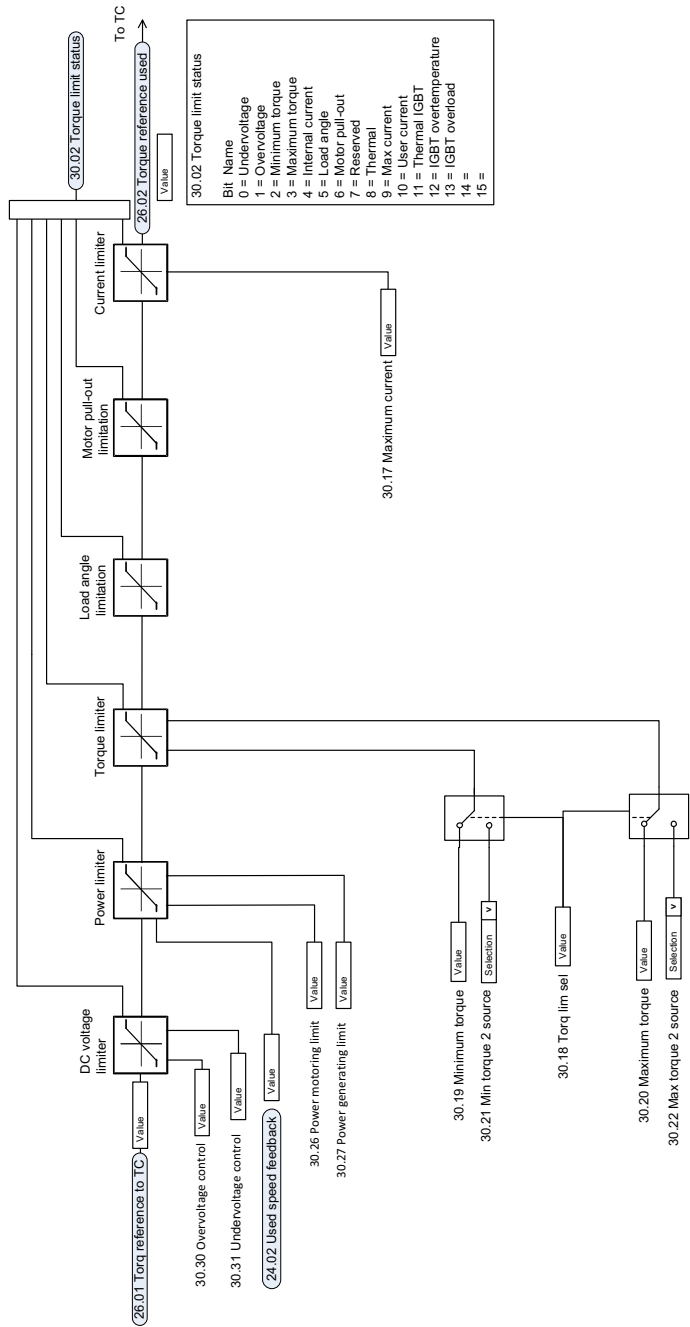 26.01 Torq reference to TC
Value
30.30 Overvoltage control
Value
30.31 Undervoltage control
Value
24.02 Used speed feedback
Value
30.26 Power motoring limit
Value
30.27 Power generating limit
Value
30.19 Minimum torque
Value
30.21 Min torque 2 source
Selection
v
30.18 Torq lim sel
Value
30.20 Maximum torque
Value
30.22 Max torque 2 source
Selection
v
DC voltage
limiter
Power limiter
Torque limiter
Load angle
limitation
Motor pull-out
limitation
Current limiter
30.17 Maximum current
Value
30.02 Torque limit status
To TC
26.02 Torque reference used
Value
30.02 Torque limit status
Bit Name
0 = Undervoltage
1 = Overvoltage
2 = Minimum torque
3 = Maximum torque
4 = Internal current
5 = Load angle
6 = Motor pull-out
7 = Reserved
8 = Thermal
9 = Max current
10 = User current
11 = Thermal IGBT
12 = IGBT overtemperature
13 = IGBT overload
14 =
15 =